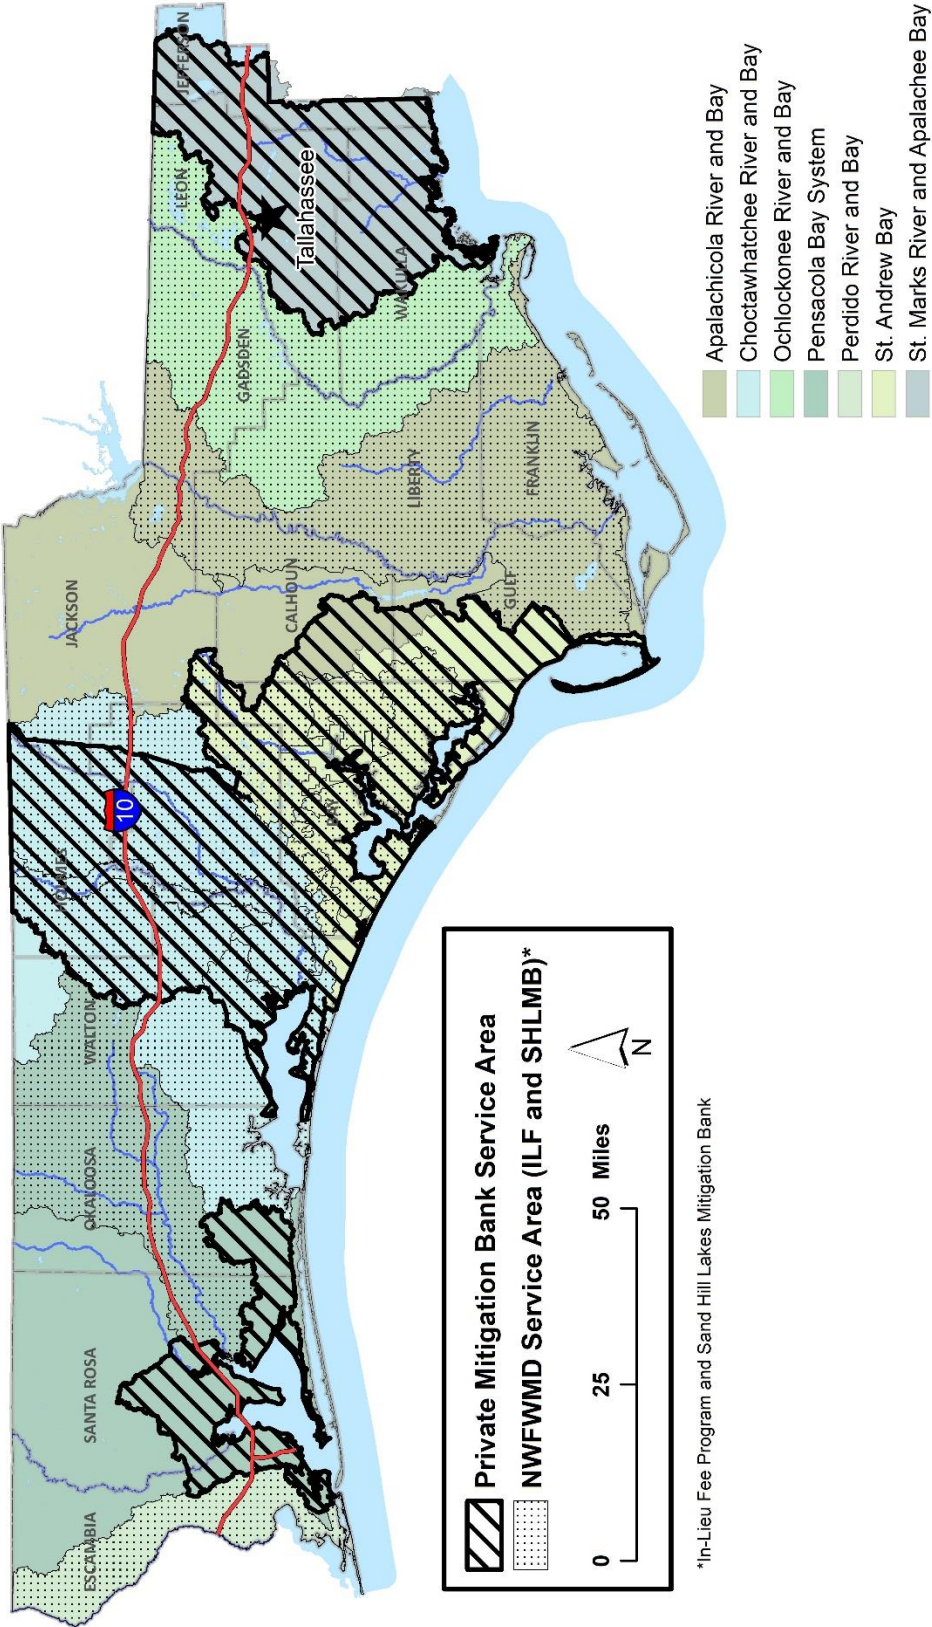 ESCAMBIA
SANTA ROSA
OKALOOSA
WALTON
HOLMES
JACKSON
10
BAY
CALHOUN
GULF
LIBERTY
FRANKLIN
GADSDEN
LEON
WAKULLA
JEFFERSON
Tallahassee
Private Mitigation Bank Service Area
NWFWMD Service Area (ILF and SHLMB)*
0 25 50 Miles
N
*In-Lieu Fee Program and Sand Hill Lakes Mitigation Bank
Apalachicola River and Bay
Choctawhatchee River and Bay
Ochlockonee River and Bay
Pensacola Bay System
Perdido River and Bay
St. Andrew Bay
St. Marks River and Apalachee Bay